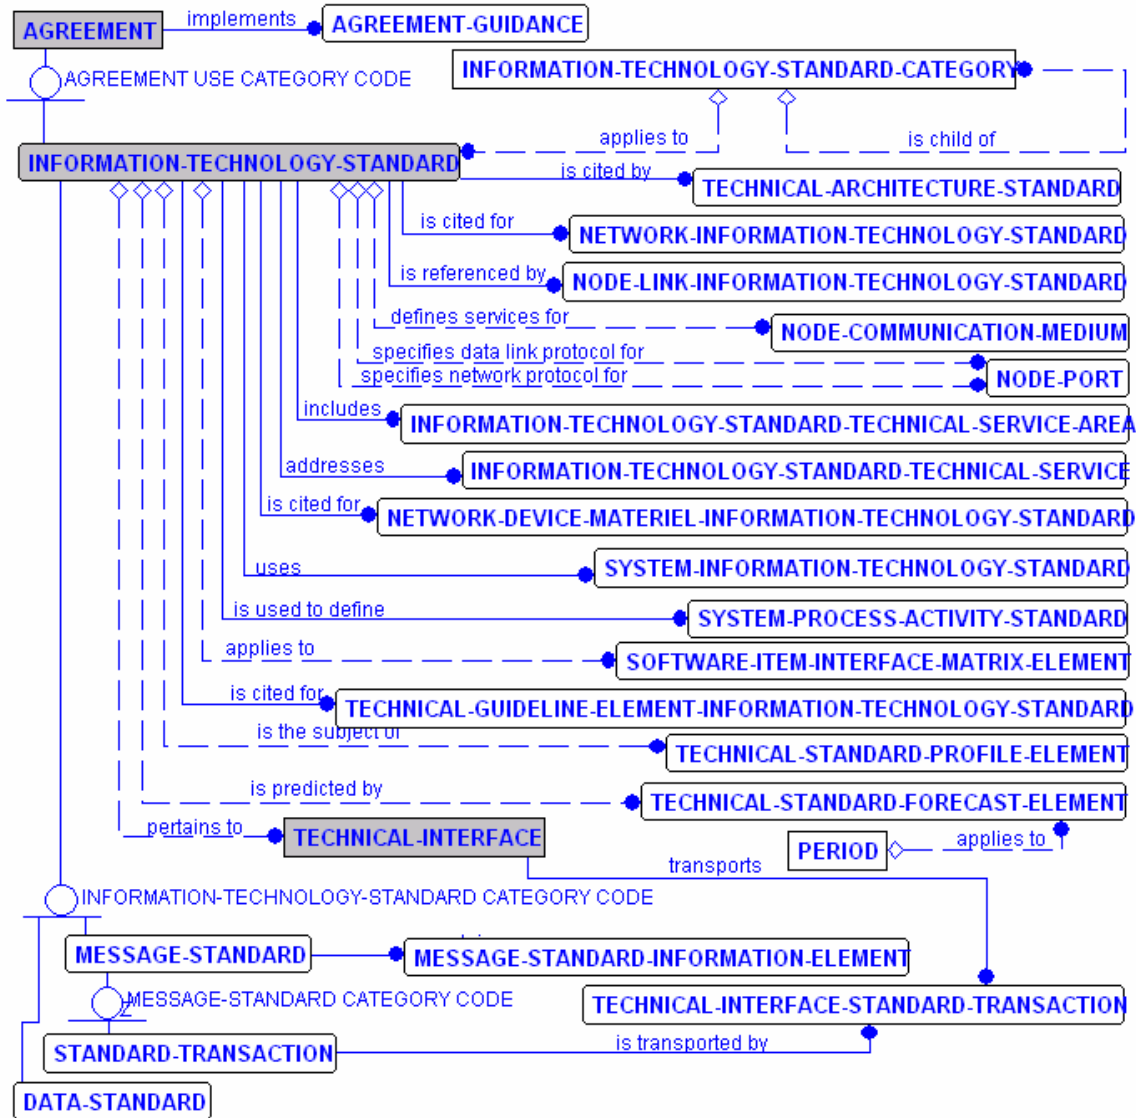 AGREEMENT
implements
AGREEMENT-GUIDANCE
AGREEMENT USE CATEGORY CODE
INFORMATION-TECHNOLOGY-STANDARD-CATEGORY
applies to
is child of
INFORMATION-TECHNOLOGY-STANDARD
is cited by
TECHNICAL-ARCHITECTURE-STANDARD
is cited for
NETWORK-INFORMATION-TECHNOLOGY-STANDARD
is referenced by
NODE-LINK-INFORMATION-TECHNOLOGY-STANDARD
defines services for
NODE-COMMUNICATION-MEDIUM
specifies data link protocol for
specifies network protocol for
NODE-PORT
includes
INFORMATION-TECHNOLOGY-STANDARD-TECHNICAL-SERVICE-AREA
addresses
INFORMATION-TECHNOLOGY-STANDARD-TECHNICAL-SERVICE
is cited for
NETWORK-DEVICE-MATERIEL-INFORMATION-TECHNOLOGY-STANDARD
uses
SYSTEM-INFORMATION-TECHNOLOGY-STANDARD
is used to define
SYSTEM-PROCESS-ACTIVITY-STANDARD
applies to
SOFTWARE-ITEM-INTERFACE-MATRIX-ELEMENT
is cited for
TECHNICAL-GUIDELINE-ELEMENT-INFORMATION-TECHNOLOGY-STANDARD
is the subject of
TECHNICAL-STANDARD-PROFILE-ELEMENT
is predicted by
TECHNICAL-STANDARD-FORECAST-ELEMENT
pertains to
TECHNICAL-INTERFACE
PERIOD
applies to
transports
INFORMATION-TECHNOLOGY-STANDARD CATEGORY CODE
MESSAGE-STANDARD
MESSAGE-STANDARD-INFORMATION-ELEMENT
2
MESSAGE-STANDARD CATEGORY CODE
TECHNICAL-INTERFACE-STANDARD-TRANSACTION
STANDARD-TRANSACTION
is transported by
DATA-STANDARD